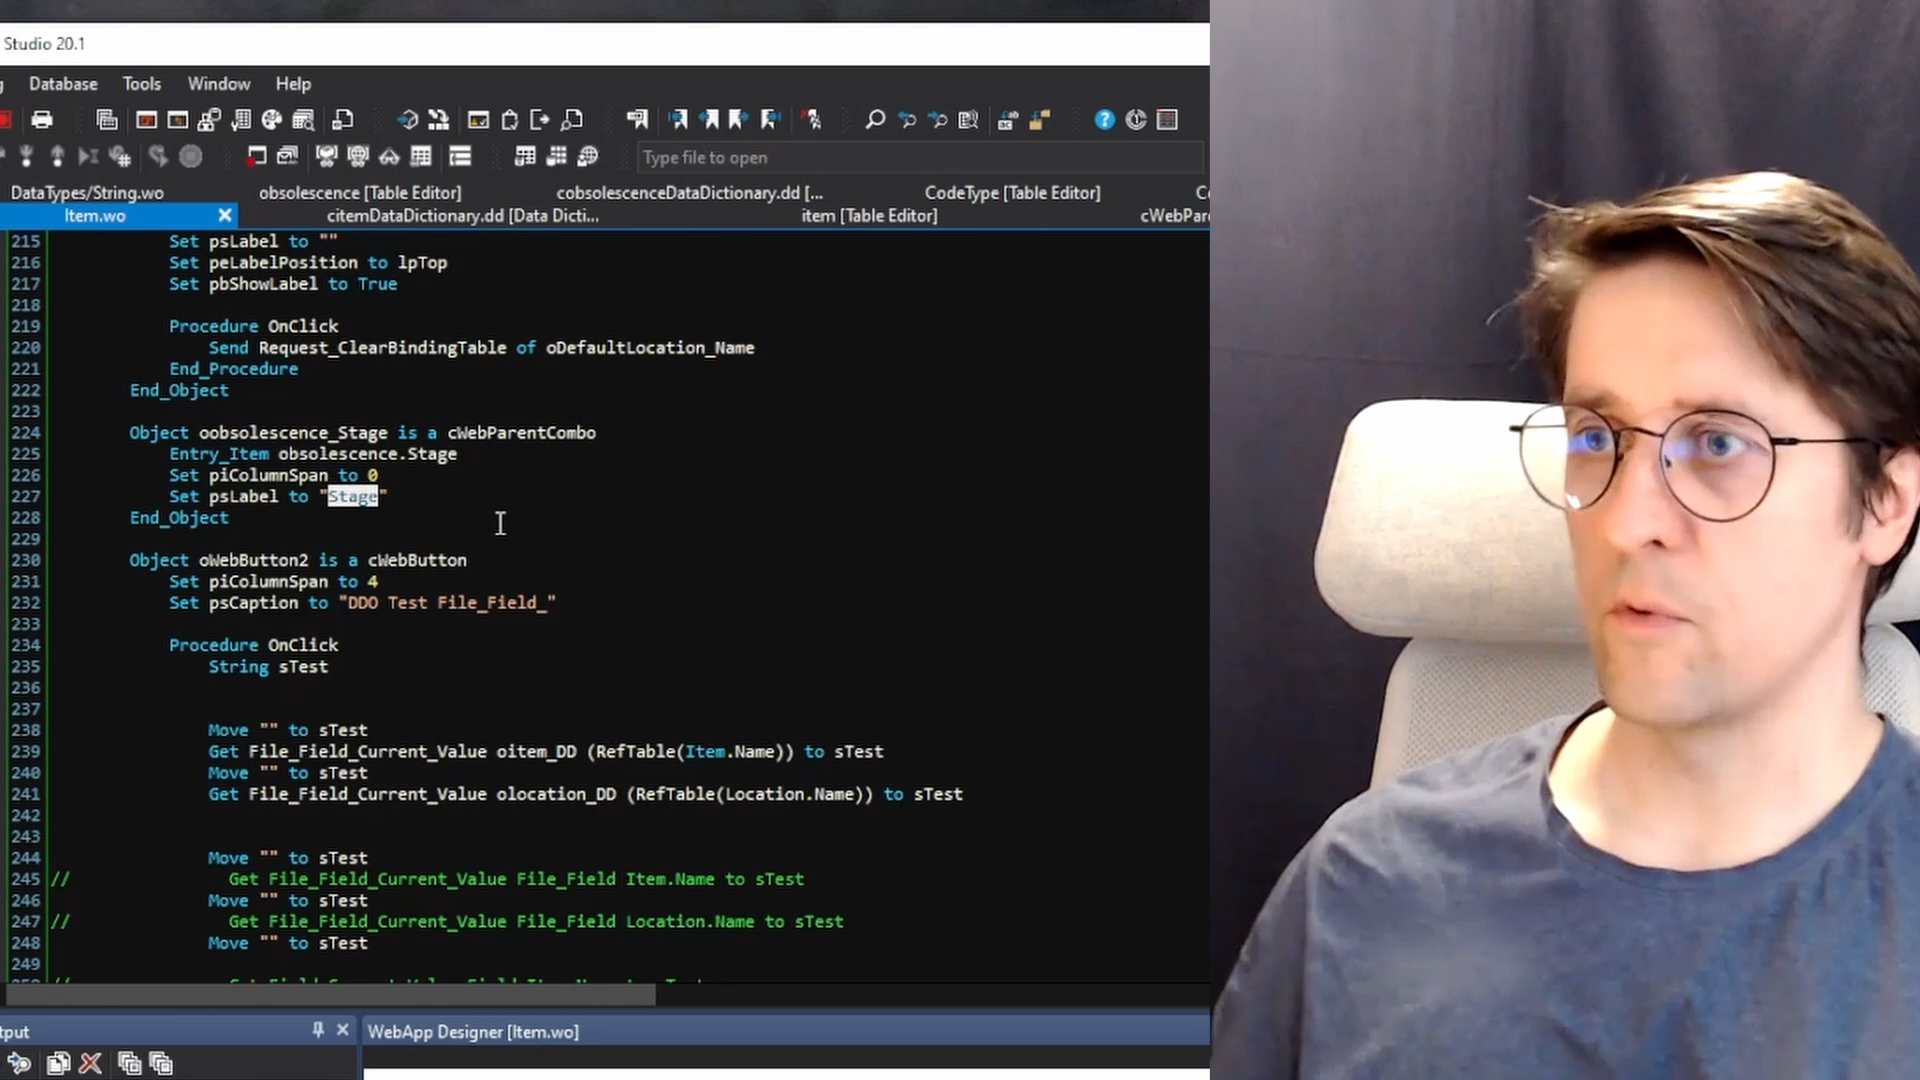 Studio 20.1
Database Tools Window Help
Type file to open
DataTypes/String.wo obsolescence [Table Editor] cobsolescenceDataDictionary.dd [... CodeType [Table Editor]
Item.wo citemDataDictionary.dd [Data Dicti... item [Table Editor] cWebPar
215 Set psLabel to ""
216 Set peLabelPosition to lpTop
217 Set pbShowLabel to True
218
219 Procedure OnClick
220 Send Request_ClearBindingTable of oDefaultLocation_Name
221 End_Procedure
222 End_Object
223
224 Object oobsolescence_Stage is a cWebParentCombo
225 Entry_Item obsolescence.Stage
226 Set piColumnSpan to 0
227 Set psLabel to "Stage"
228 End_Object
229
230 Object oWebButton2 is a cWebButton
231 Set piColumnSpan to 4
232 Set psCaption to "DDO Test File_Field_"
233
234 Procedure OnClick
235 String sTest
236
237
238 Move "" to sTest
239 Get File_Field_Current_Value oitem_DD (RefTable(Item.Name)) to sTest
240 Move "" to sTest
241 Get File_Field_Current_Value olocation_DD (RefTable(Location.Name)) to sTest
242
243
244 Move "" to sTest
245 // Get File_Field_Current_Value File_Field Item.Name to sTest
246 Move "" to sTest
247 // Get File_Field_Current_Value File_Field Location.Name to sTest
248 Move "" to sTest
249
tput WebApp Designer [Item.wo]